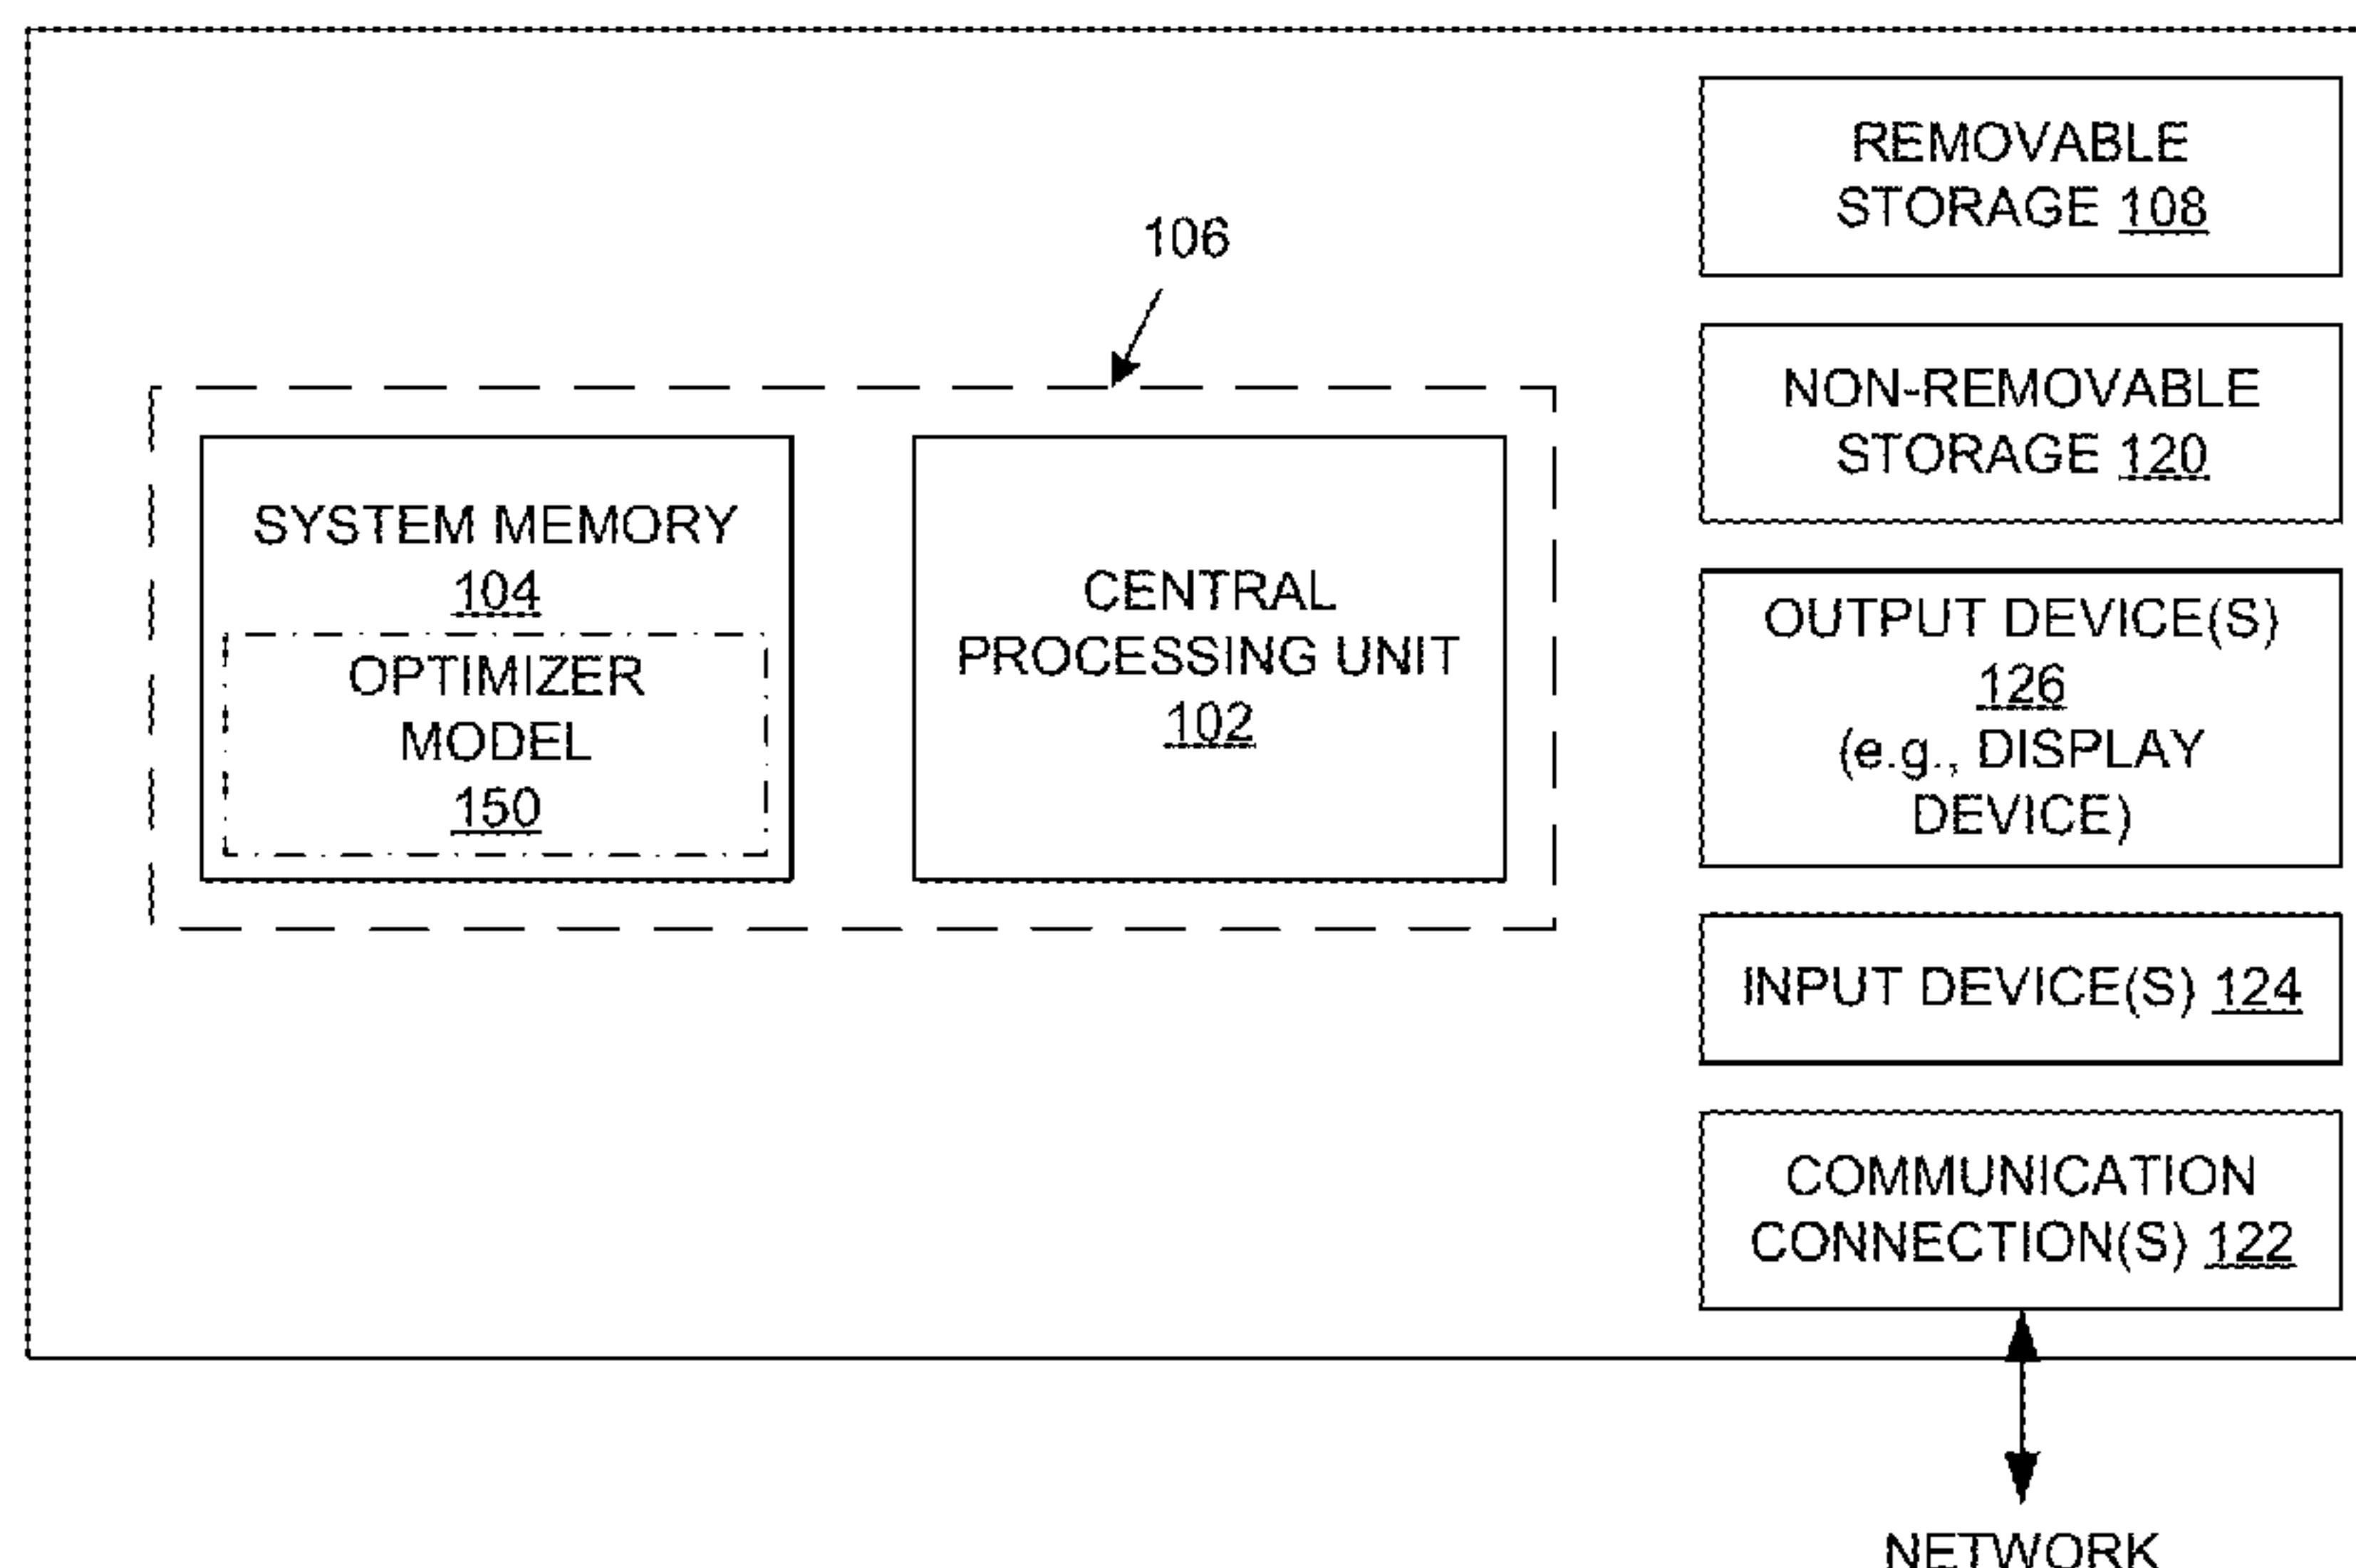 106
SYSTEM MEMORY
104
OPTIMIZER
MODEL
150
CENTRAL
PROCESSING UNIT
102
REMOVABLE
STORAGE 108
NON-REMOVABLE
STORAGE 120
OUTPUT DEVICE(S)
126
(e.g., DISPLAY
DEVICE)
INPUT DEVICE(S) 124
COMMUNICATION
CONNECTION(S) 122
NETWORK